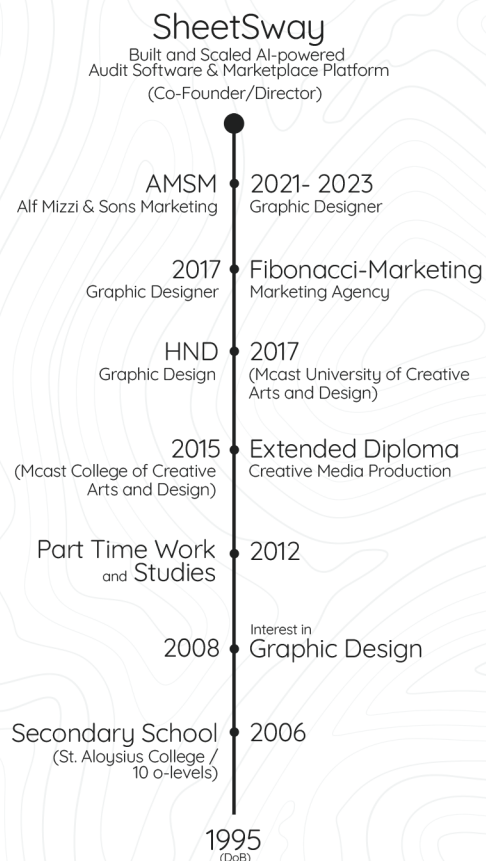 SheetSway
Built and Scaled AI-powered
Audit Software & Marketplace Platform
(Co-Founder/Director)
AMSM
Alf Mizzi & Sons Marketing
2021- 2023
Graphic Designer
2017
Graphic Designer
Fibonacci-Marketing
Marketing Agency
HND
Graphic Design
2017
(Mcast University of Creative
Arts and Design)
2015
(Mcast College of Creative
Arts and Design)
Extended Diploma
Creative Media Production
Part Time Work
and Studies
2012
2008
Interest in
Graphic Design
Secondary School
(St. Aloysius College /
10 o-levels)
2006
1995
(DoB)